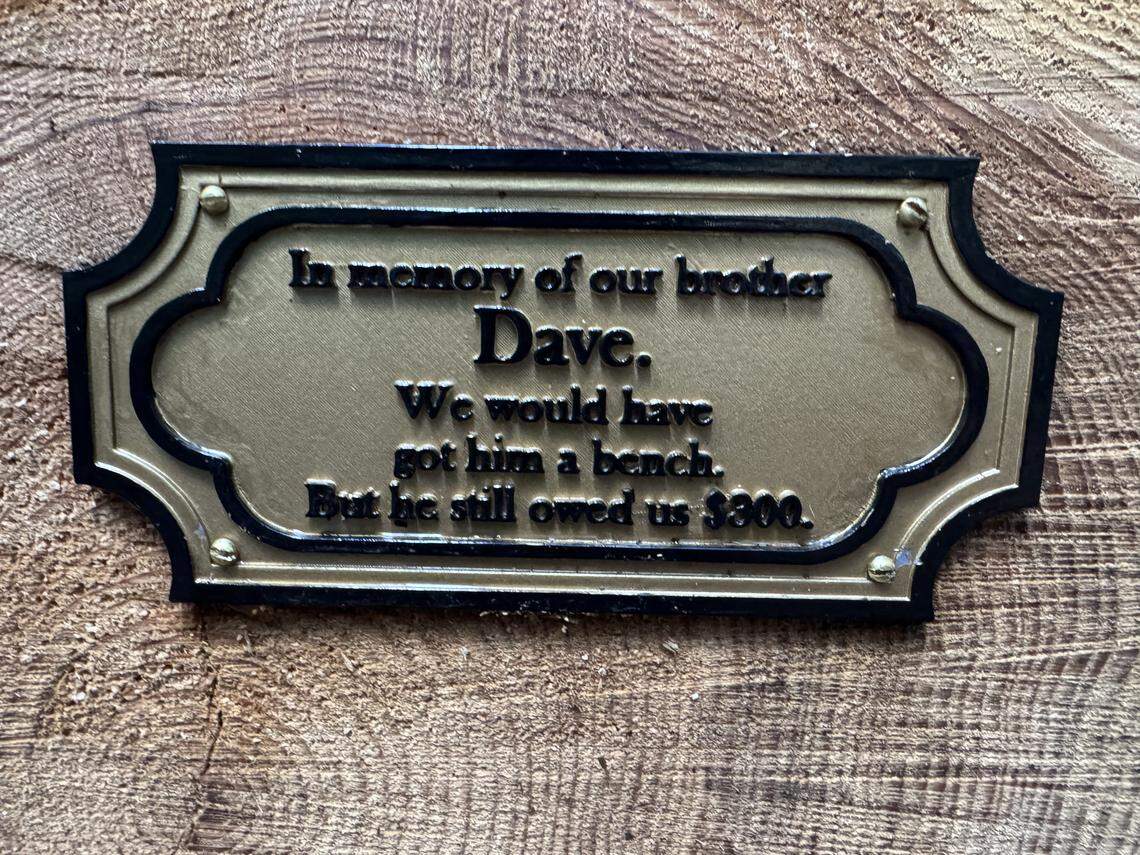 In memory of our brother
Dave.
We would have
got him a bench.
But he still owed us $300.